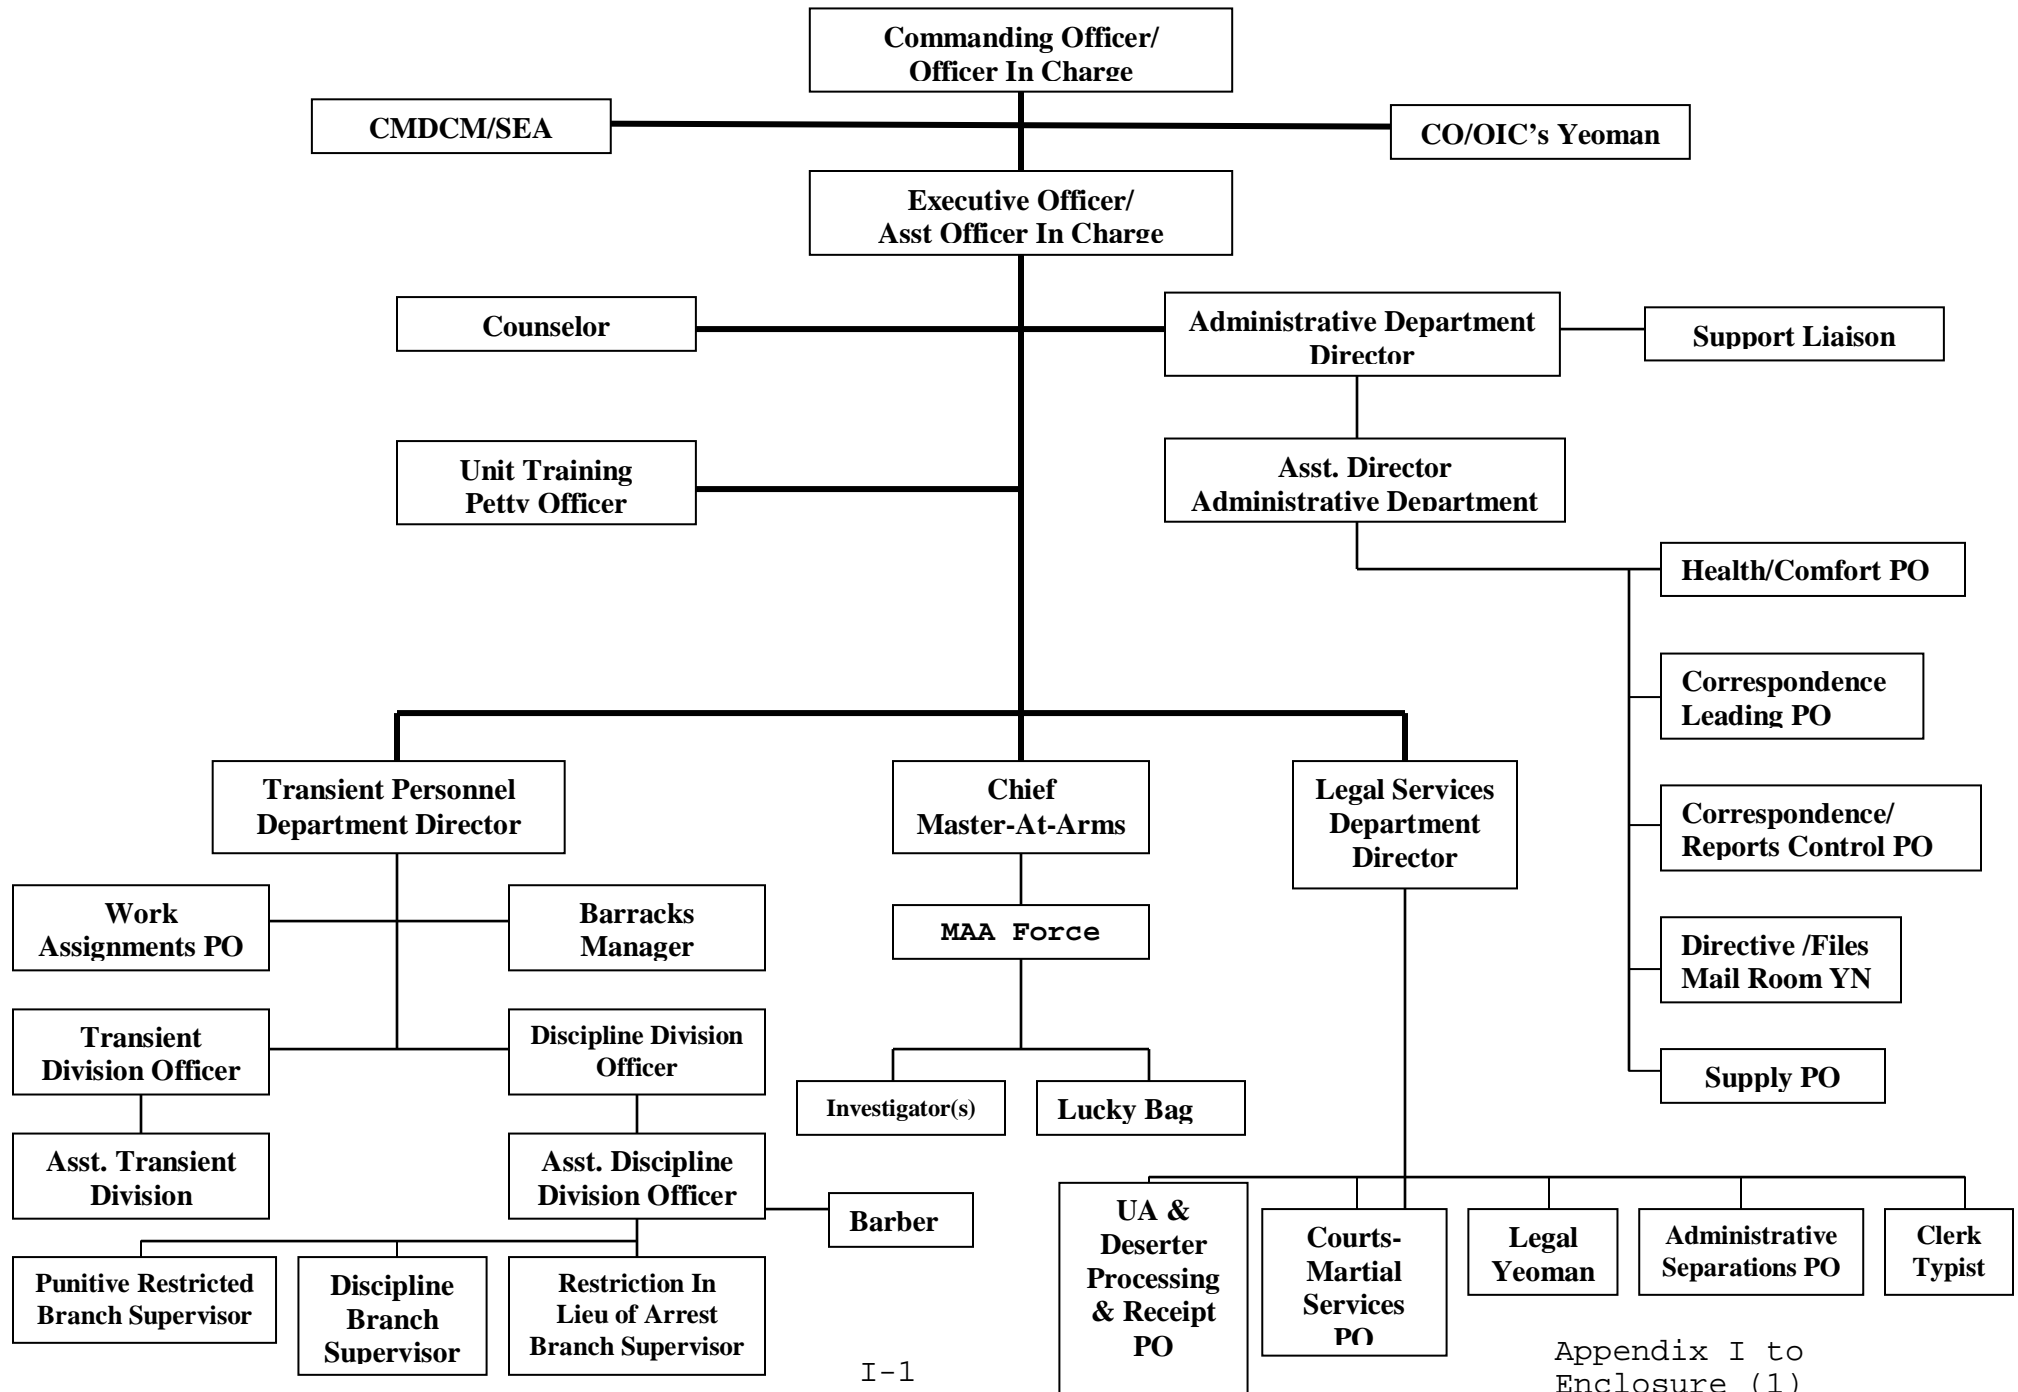 Commanding Officer/
Officer In Charge
CMDCM/SEA
CO/OIC's Yeoman
Executive Officer/
Asst Officer In Charge
Counselor
Administrative Department
Director
Support Liaison
Unit Training
Petty Officer
Asst. Director
Administrative Department
Health/Comfort PO
Correspondence
Leading PO
Correspondence/
Reports Control PO
Directive /Files
Mail Room YN
Supply PO
Transient Personnel
Department Director
Chief
Master-At-Arms
Legal Services
Department
Director
Work
Assignments PO
Barracks
Manager
MAA Force
Transient
Division Officer
Discipline Division
Officer
Investigator(s)
Lucky Bag
Asst. Transient
Division
Asst. Discipline
Division Officer
Barber
Punitive Restricted
Branch Supervisor
Discipline
Branch
Supervisor
Restriction In
Lieu of Arrest
Branch Supervisor
UA &
Deserter
Processing
& Receipt
PO
Courts-
Martial
Services
PO
Legal
Yeoman
Administrative
Separations PO
Clerk
Typist
I-1
Appendix I to
Enclosure (1)